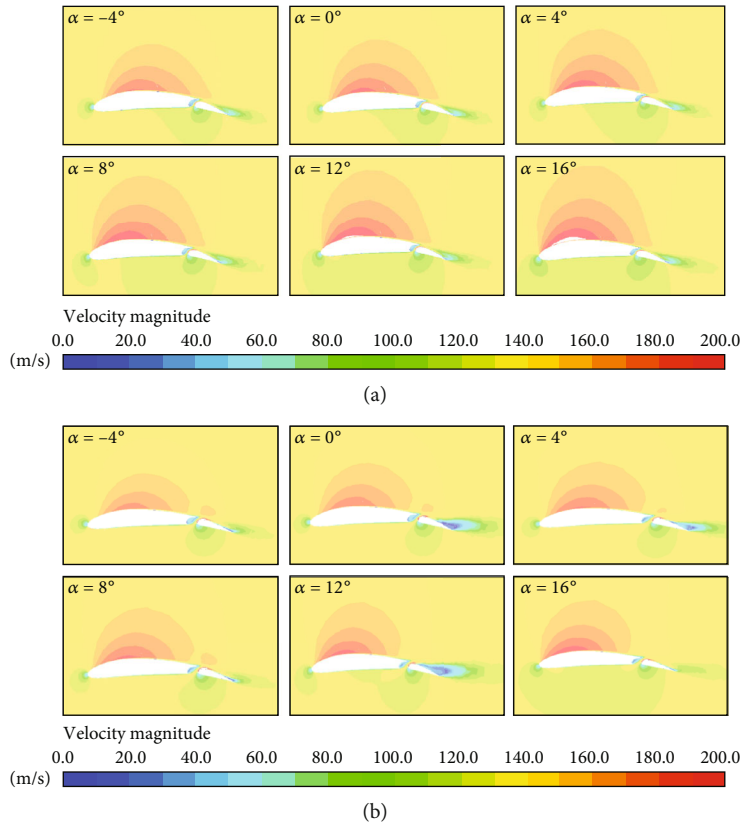 α = –4°
α = 0°
α = 4°
α = 8°
α = 12°
α = 16°
Velocity magnitude
0.0 20.0 40.0 60.0 80.0 100.0 120.0 140.0 160.0 180.0 200.0
(m/s)
(a)
α = –4°
α = 0°
α = 4°
α = 8°
α = 12°
α = 16°
Velocity magnitude
0.0 20.0 40.0 60.0 80.0 100.0 120.0 140.0 160.0 180.0 200.0
(m/s)
(b)